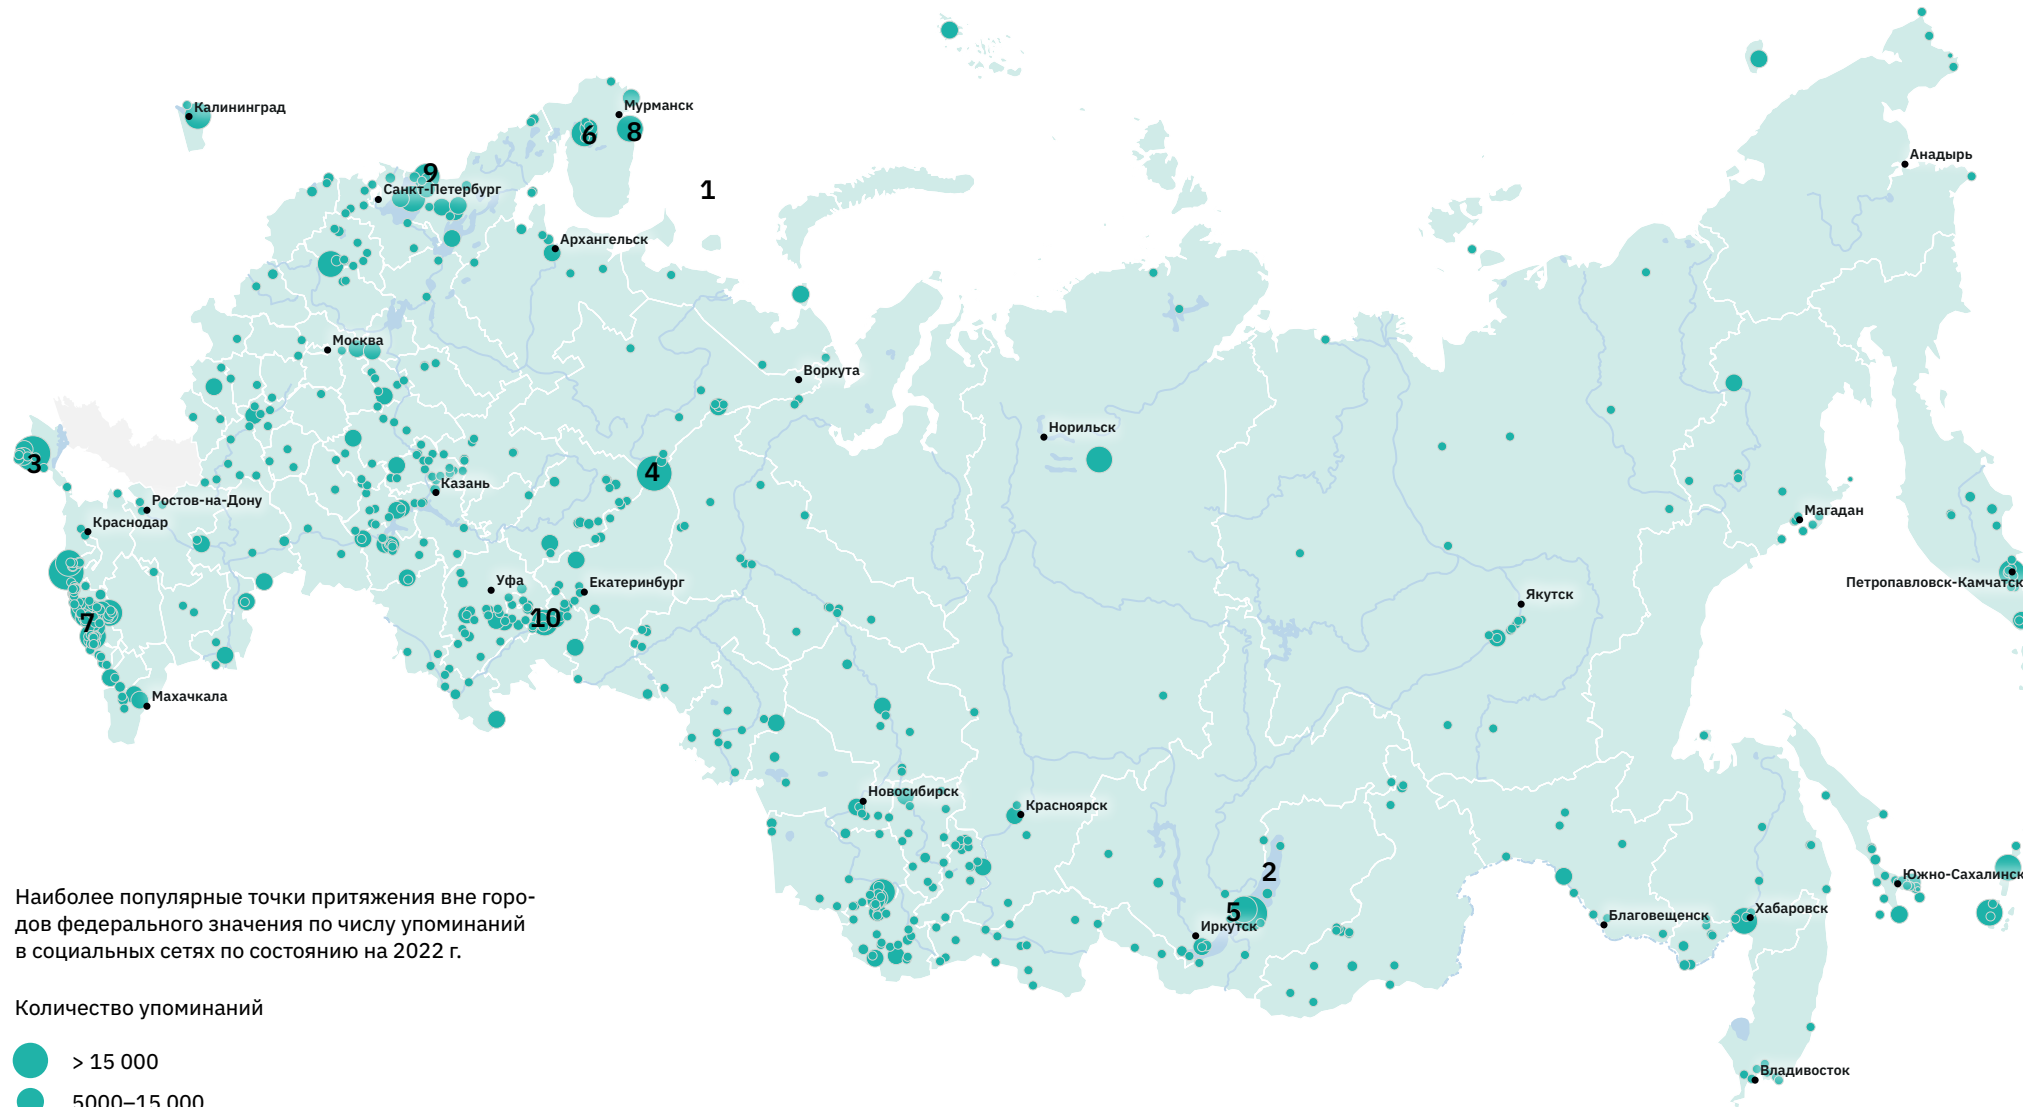 Калининград
Мурманск
6
8
9
Санкт-Петербург
1
Анадырь
Архангельск
Москва
Воркута
Норильск
3
4
Казань
Ростов-на-Дону
Краснодар
Магадан
Уфа
Екатеринбург
Петропавловск-Камчатск
Якутск
7
10
Махачкала
Новосибирск
Красноярск
2
5
Иркутск
Южно-Сахалинск
Благовещенск
Хабаровск
Владивосток
Наиболее популярные точки притяжения вне горо-
дов федерального значения по числу упоминаний
в социальных сетях по состоянию на 2022 г.
Количество упоминаний
> 15 000
5000–15 000